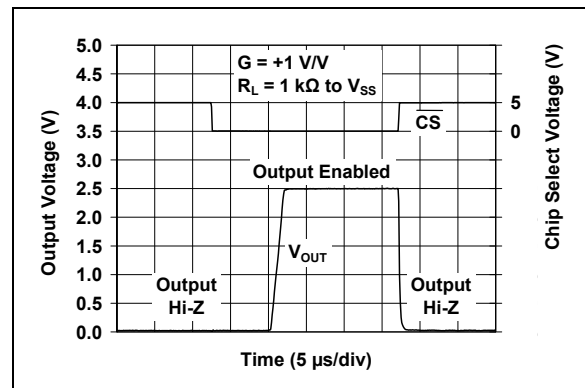 5.0
4.5
4.0
3.5
3.0
2.5
2.0
1.5
1.0
0.5
0.0
Output Voltage (V)
G = +1 V/V
R_L = 1 kΩ to V_SS
CS
Output Enabled
V_OUT
Output
Hi-Z
Output
Hi-Z
5
0
Chip Select Voltage (V)
Time (5 µs/div)